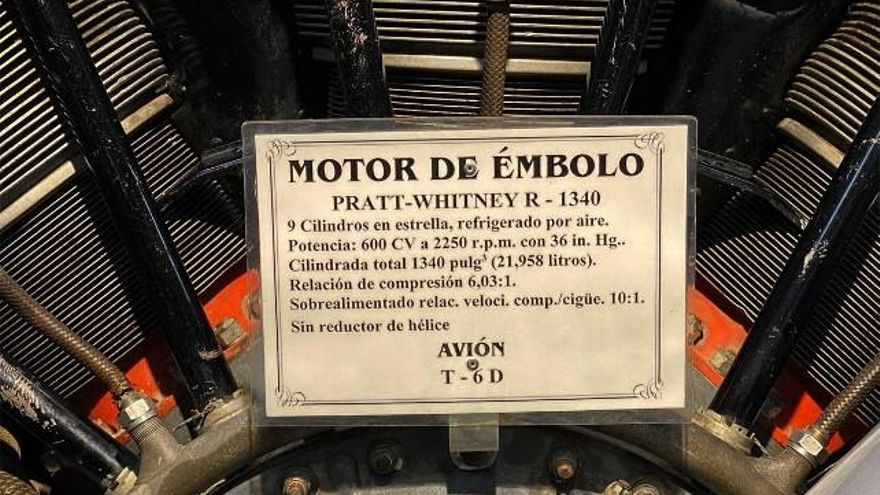 MOTOR DE ÉMBOLO
PRATT-WHITNEY R - 1340
9 Cilindros en estrella, refrigerado por aire.
Potencia: 600 CV a 2250 r.p.m. con 36 in. Hg..
Cilindrada total 1340 pulg³ (21,958 litros).
Relación de compresión 6,03:1.
Sobrealimentado relac. veloci. comp./cigüe. 10:1.
Sin reductor de hélice
AVIÓN
T - 6 D